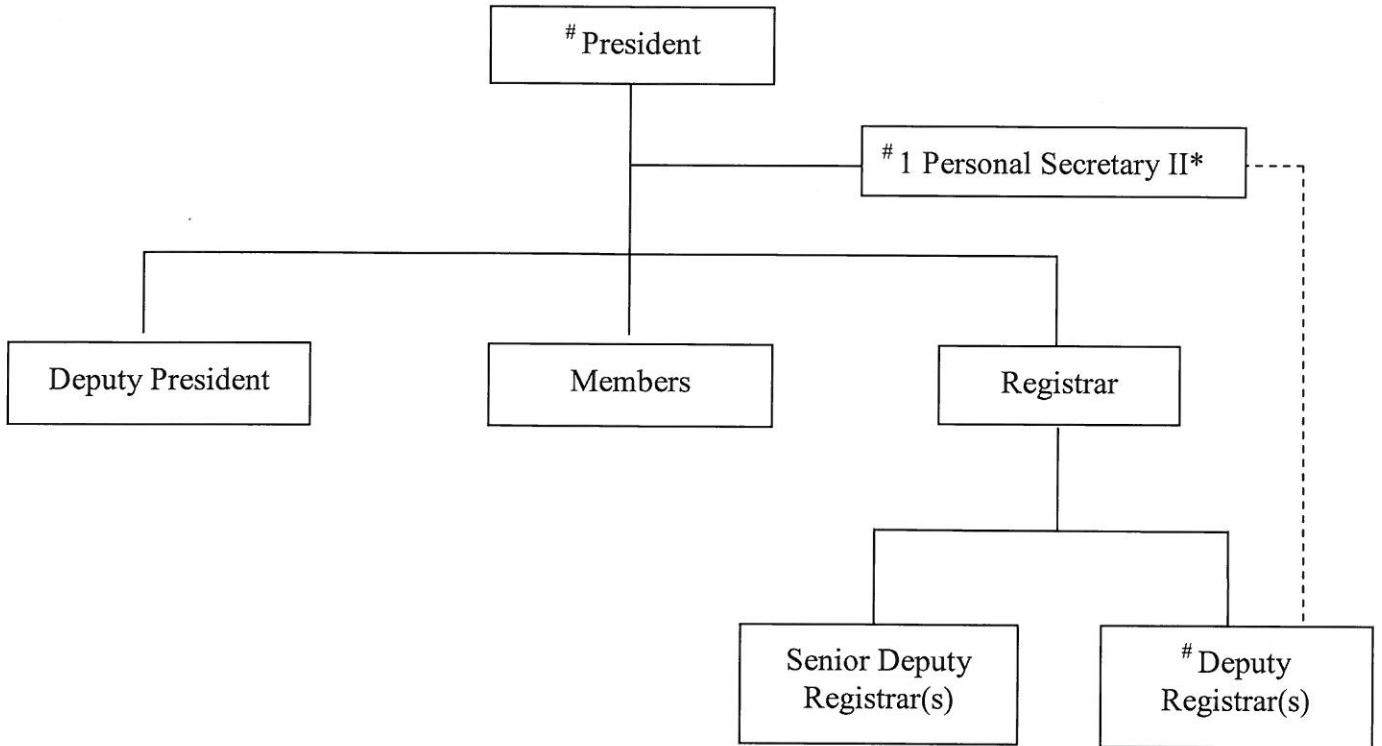 # President
# 1 Personal Secretary II*
Deputy President
Members
Registrar
Senior Deputy
Registrar(s)
# Deputy
Registrar(s)